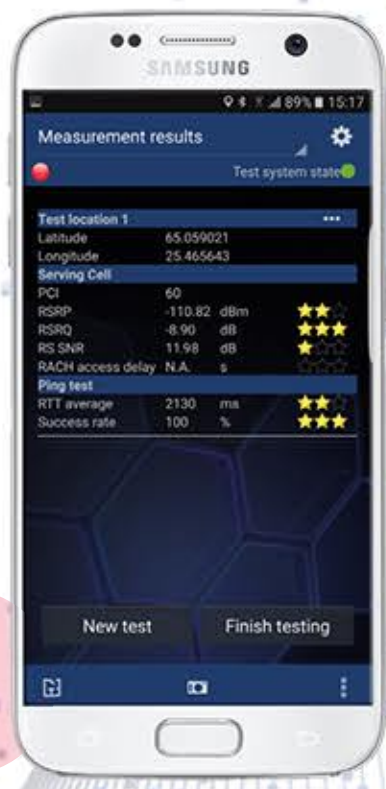 SAMSUNG
89% 15:17
Measurement results
Test system state
Test location 1
Latitude 65.059021
Longitude 25.465643
Serving Cell
PCI 60
RSRP -110.82 dBm
RSRQ -8.90 dB
RS SNR 11.98 dB
RACH access delay N.A. s
Ping test
RTT average 2130 ms
Success rate 100 %
New test Finish testing